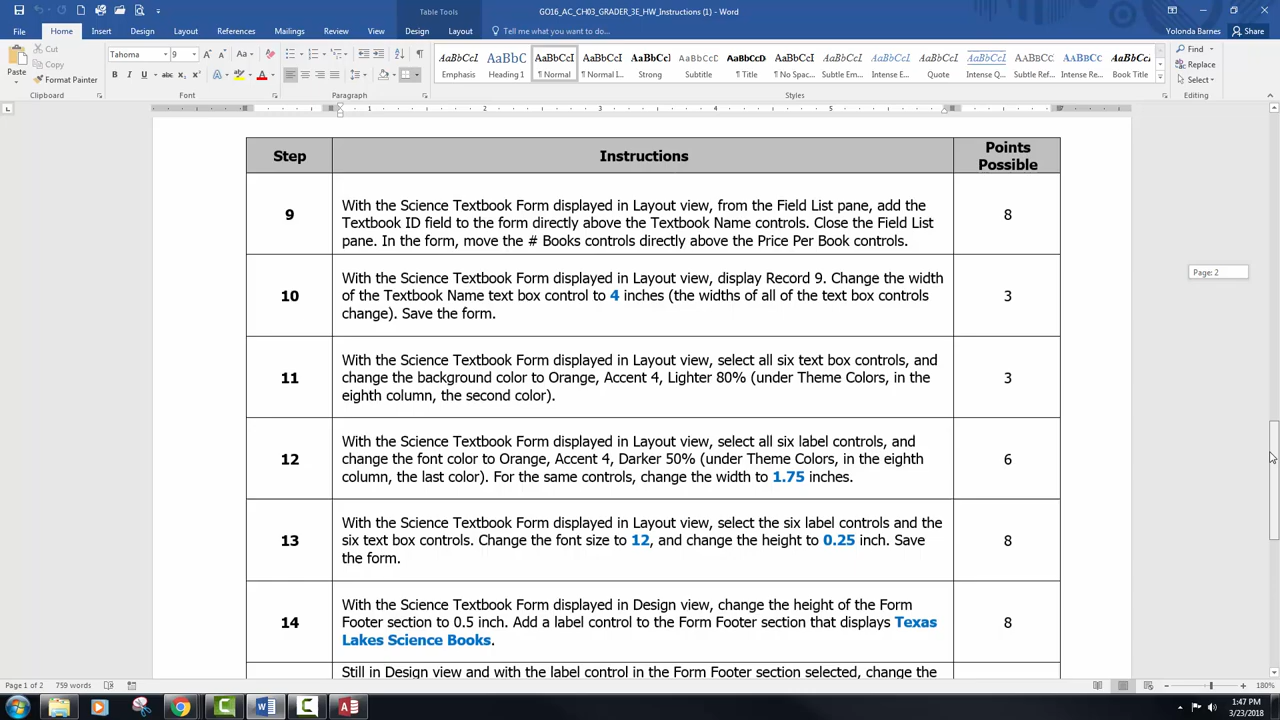 Table Tools
GO16_AC_CH03_GRADER_3E_HW_Instructions (1) - Word
File Home Insert Draw Design Layout References Mailings Review View Design Layout Tell me what you want to do... Yolonda Barnes Share
Paste
Cut
Copy
Format Painter
Clipboard
Tahoma 9
Font
Paragraph
Emphasis Heading 1 ¶ Normal ¶ Normal I... Strong Subtitle ¶ Title ¶ No Spac... Subtle Em... Intense E... Quote Intense Q... Subtle Ref... Intense Re... Book Title
Styles
Find
Replace
Select
Editing
Step Instructions Points Possible
9
With the Science Textbook Form displayed in Layout view, from the Field List pane, add the
Textbook ID field to the form directly above the Textbook Name controls. Close the Field List
pane. In the form, move the # Books controls directly above the Price Per Book controls.
8
10
With the Science Textbook Form displayed in Layout view, display Record 9. Change the width
of the Textbook Name text box control to 4 inches (the widths of all of the text box controls
change). Save the form.
3
11
With the Science Textbook Form displayed in Layout view, select all six text box controls, and
change the background color to Orange, Accent 4, Lighter 80% (under Theme Colors, in the
eighth column, the second color).
3
12
With the Science Textbook Form displayed in Layout view, select all six label controls, and
change the font color to Orange, Accent 4, Darker 50% (under Theme Colors, in the eighth
column, the last color). For the same controls, change the width to 1.75 inches.
6
13
With the Science Textbook Form displayed in Layout view, select the six label controls and the
six text box controls. Change the font size to 12, and change the height to 0.25 inch. Save
the form.
8
14
With the Science Textbook Form displayed in Design view, change the height of the Form
Footer section to 0.5 inch. Add a label control to the Form Footer section that displays Texas
Lakes Science Books.
8
Still in Design view and with the label control in the Form Footer section selected, change the
Page: 2
Page 1 of 2 759 words
180%
1:47 PM
3/23/2018